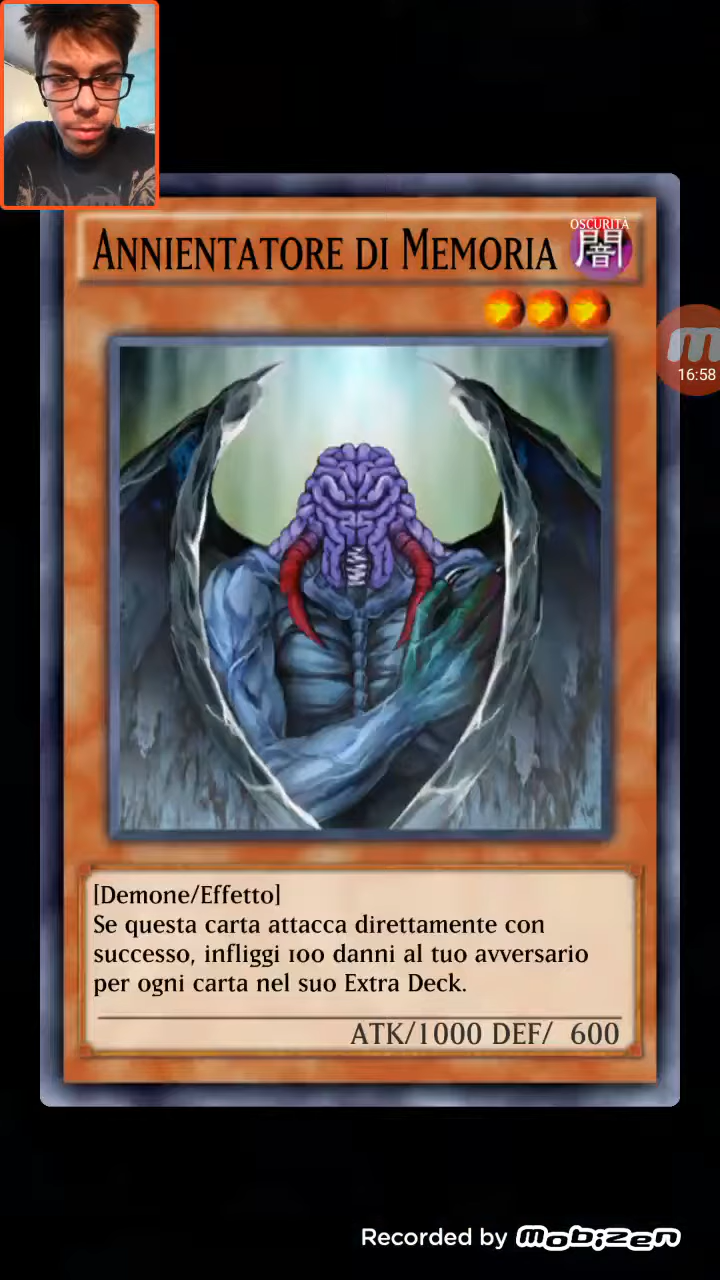 ANNIENTATORE DI MEMORIA
OSCURITÀ
闇
16:58
[Demone/Effetto]
Se questa carta attacca direttamente con
successo, infliggi 100 danni al tuo avversario
per ogni carta nel suo Extra Deck.
ATK/1000 DEF/ 600
Recorded by mobizen